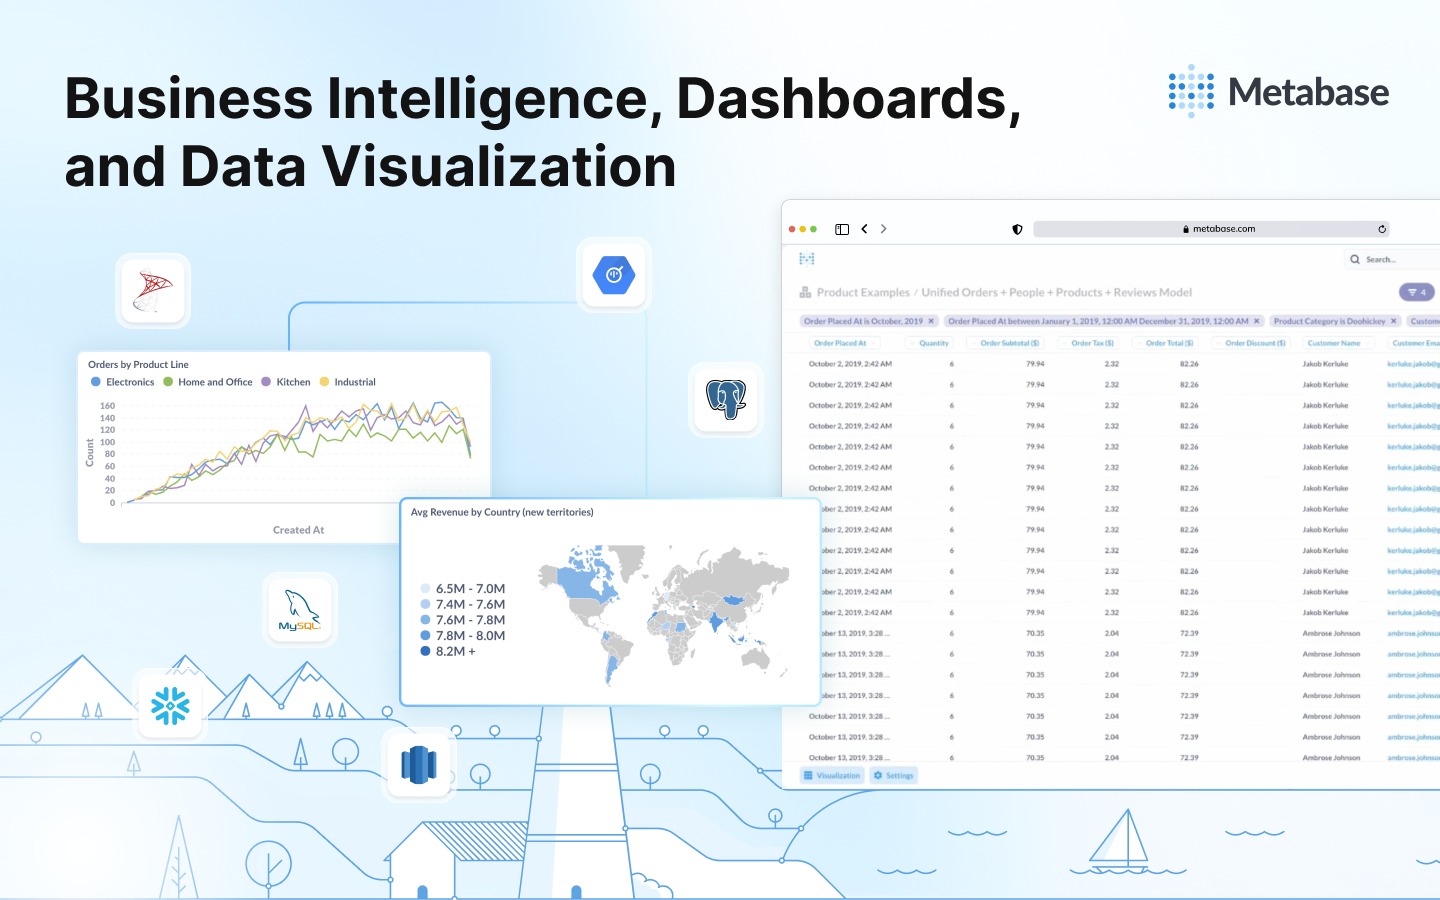 Business Intelligence, Dashboards,
and Data Visualization
Metabase
metabase.com
Search...
Product Examples / Unified Orders + People + Products + Reviews Model
4
Order Placed At is October, 2019 × Order Placed At between January 1, 2019, 12:00 AM December 31, 2019, 12:00 AM × Product Category is Doohickey × Custome
Order Placed At Quantity Order Subtotal ($) Order Tax ($) Order Total ($) Order Discount ($) Customer Name Customer Ema
October 2, 2019, 2:42 AM 6 79.94 2.32 82.26 Jakob Kerluke kerluke.jakob@g
October 2, 2019, 2:42 AM 6 79.94 2.32 82.26 Jakob Kerluke kerluke.jakob@g
October 2, 2019, 2:42 AM 6 79.94 2.32 82.26 Jakob Kerluke kerluke.jakob@g
October 2, 2019, 2:42 AM 6 79.94 2.32 82.26 Jakob Kerluke kerluke.jakob@g
October 2, 2019, 2:42 AM 6 79.94 2.32 82.26 Jakob Kerluke kerluke.jakob@g
October 2, 2019, 2:42 AM 6 79.94 2.32 82.26 Jakob Kerluke kerluke.jakob@g
October 2, 2019, 2:42 AM 6 79.94 2.32 82.26 Jakob Kerluke kerluke.jakob@g
ober 2, 2019, 2:42 AM 6 79.94 2.32 82.26 Jakob Kerluke kerluke.jakob@g
ober 2, 2019, 2:42 AM 6 79.94 2.32 82.26 Jakob Kerluke kerluke.jakob@g
ober 2, 2019, 2:42 AM 6 79.94 2.32 82.26 Jakob Kerluke kerluke.jakob@g
ober 2, 2019, 2:42 AM 6 79.94 2.32 82.26 Jakob Kerluke kerluke.jakob@g
ober 2, 2019, 2:42 AM 6 79.94 2.32 82.26 Jakob Kerluke kerluke.jakob@g
ober 2, 2019, 2:42 AM 6 79.94 2.32 82.26 Jakob Kerluke kerluke.jakob@g
ober 13, 2019, 3:28 ... 6 70.35 2.04 72.39 Ambrose Johnson ambrose.johnso
ober 13, 2019, 3:28 ... 6 70.35 2.04 72.39 Ambrose Johnson ambrose.johnso
ober 13, 2019, 3:28 ... 6 70.35 2.04 72.39 Ambrose Johnson ambrose.johnso
ober 13, 2019, 3:28 ... 6 70.35 2.04 72.39 Ambrose Johnson ambrose.johnso
October 13, 2019, 3:28 ... 6 70.35 2.04 72.39 Ambrose Johnson ambrose.johnso
October 13, 2019, 3:28 ... 6 70.35 2.04 72.39 Ambrose Johnson ambrose.johnso
October 13, 2019, 3:28 ... 6 70.35 2.04 72.39 Ambrose Johnson ambrose.johnso
Visualization Settings
Orders by Product Line
Electronics Home and Office Kitchen Industrial
160
140
120
100
80
60
40
20
0
Count
Created At
Avg Revenue by Country (new territories)
6.5M - 7.0M
7.4M - 7.6M
7.6M - 7.8M
7.8M - 8.0M
8.2M +
MySQL